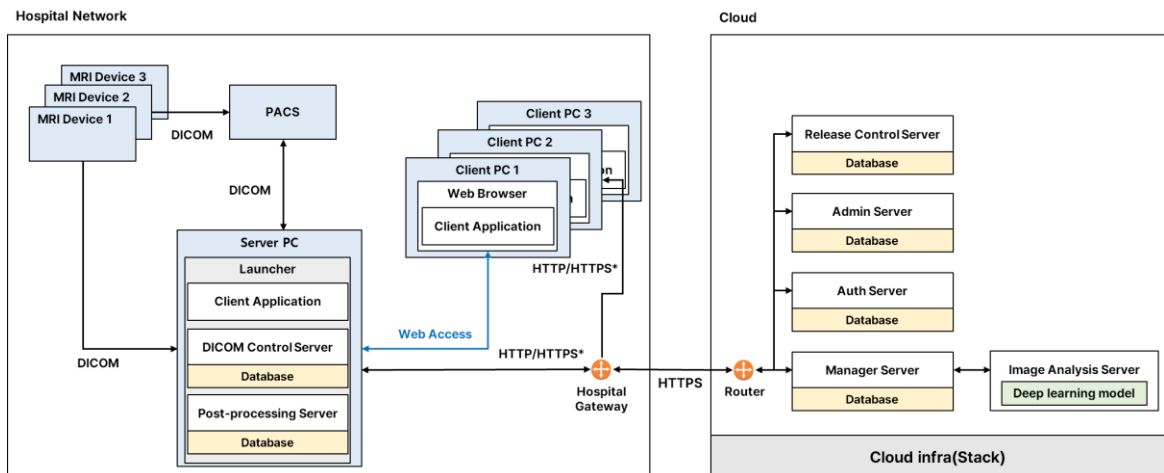 Hospital Network
Cloud
MRI Device 3
MRI Device 2
MRI Device 1
DICOM
PACS
DICOM
DICOM
Client PC 3
Client PC 2
Client PC 1
Web Browser
Client Application
on
n
HTTP/HTTPS*
Server PC
Launcher
Client Application
DICOM Control Server
Database
Post-processing Server
Database
Web Access
HTTP/HTTPS*
Hospital
Gateway
HTTPS
Router
Release Control Server
Database
Admin Server
Database
Auth Server
Database
Manager Server
Database
Image Analysis Server
Deep learning model
Cloud infra(Stack)